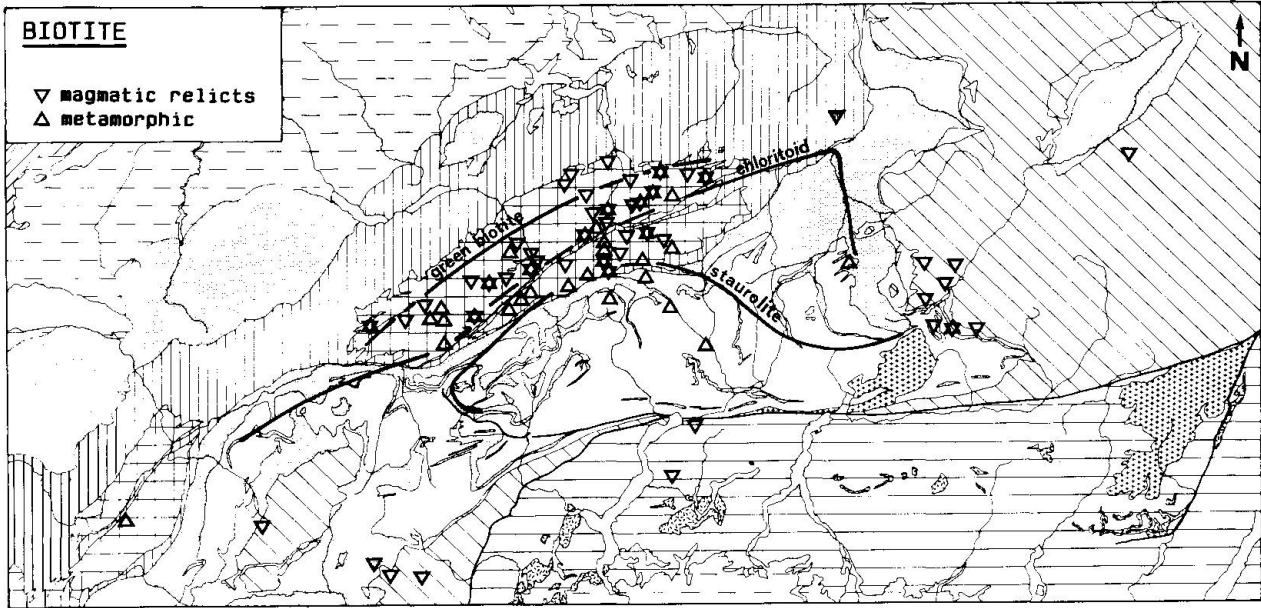 BIOTITE
▽ magmatic relicts
△ metamorphic
N
chloritoid
green biotite
staurolite